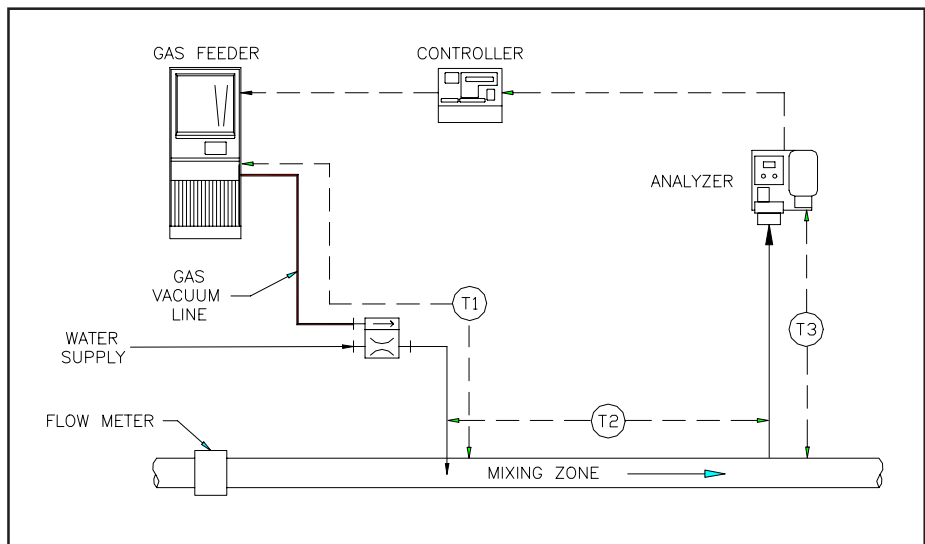 GAS FEEDER
CONTROLLER
ANALYZER
GAS
VACUUM
LINE
T1
T3
WATER
SUPPLY
T2
FLOW METER
MIXING ZONE